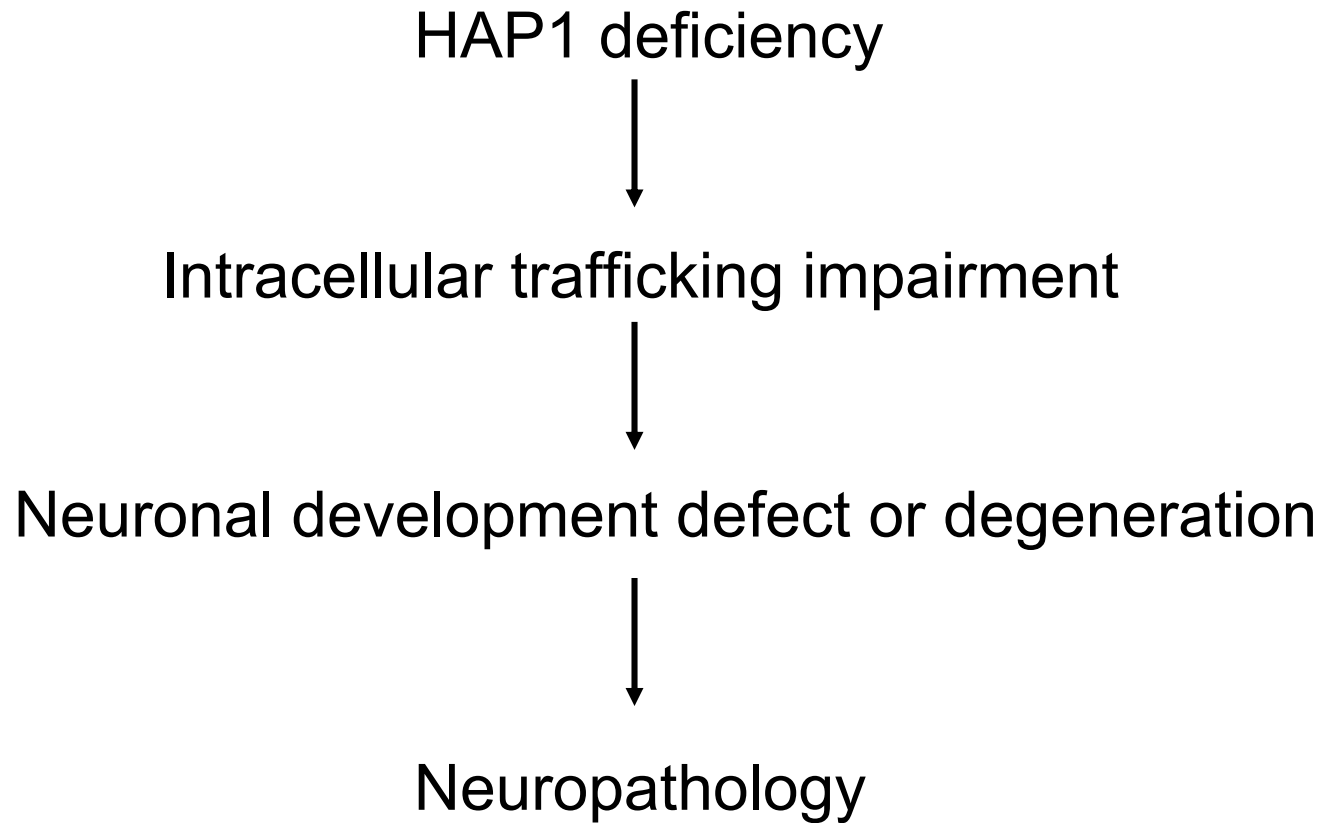 HAP1 deficiency
Intracellular trafficking impairment
Neuronal development defect or degeneration
Neuropathology